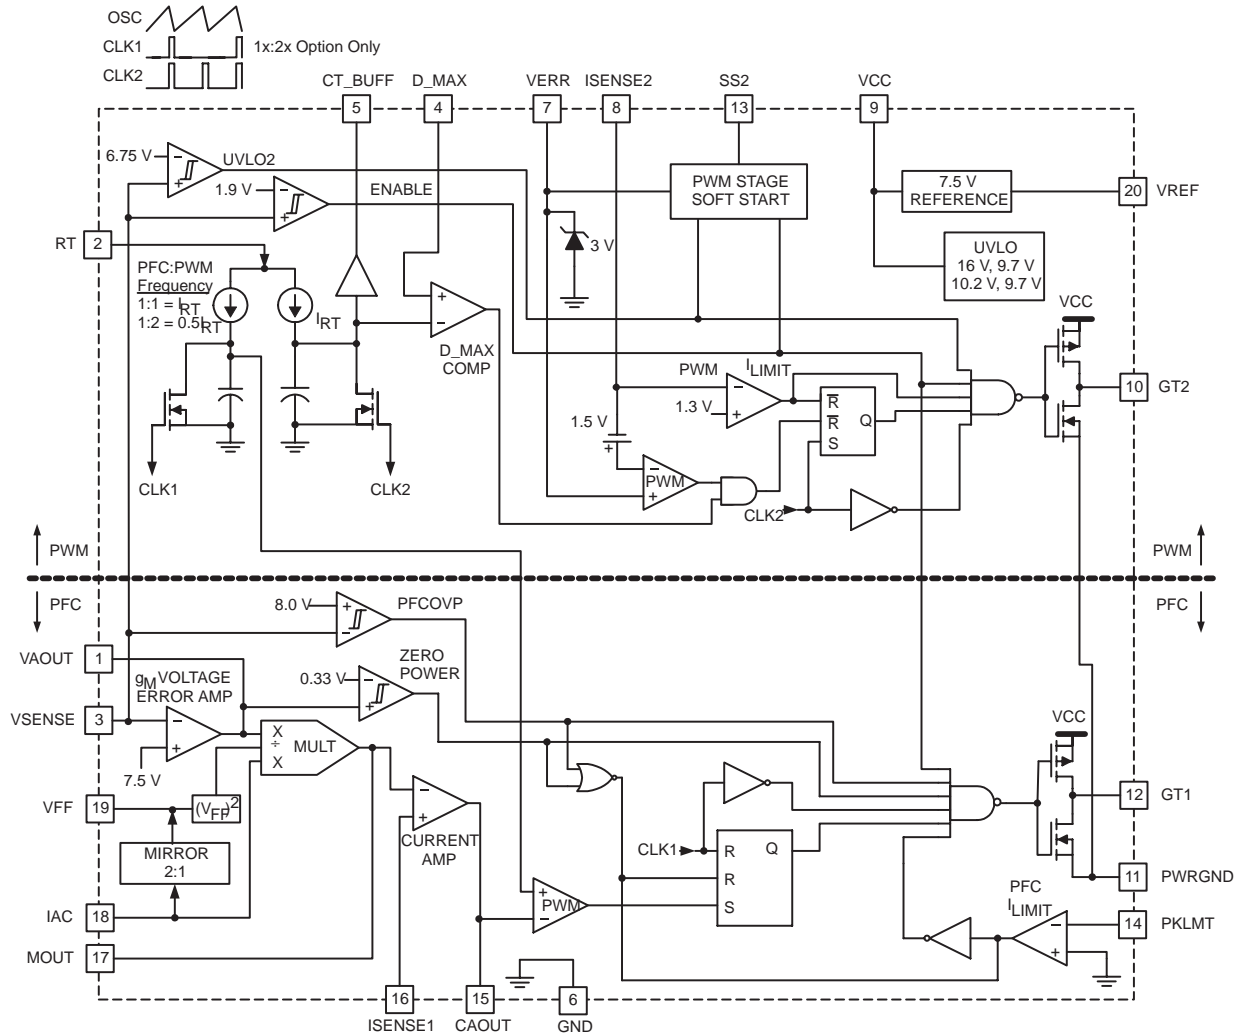 OSC
CLK1
1x:2x Option Only
CLK2
CT_BUFF
D_MAX
VERR
ISENSE2
SS2
VCC
5
4
7
8
13
9
6.75 V
−
+
UVLO2
1.9 V
−
+
ENABLE
PWM STAGE
SOFT START
7.5 V
REFERENCE
20
VREF
RT
2
3 V
UVLO
16 V, 9.7 V
10.2 V, 9.7 V
PFC:PWM
Frequency
1:1 = IRT
1:2 = 0.5IRT
IRT
+
−
D_MAX
COMP
VCC
PWM
ILIMIT
−
1.3 V
+
R
R
S
Q
10
GT2
1.5 V
+
−
PWM
+
CLK1
CLK2
CLK2
PWM
PWM
PFC
PFC
8.0 V
+
−
PFCOVP
VAOUT
1
gM VOLTAGE
ERROR AMP
0.33 V
−
+
ZERO
POWER
VSENSE
3
−
+
7.5 V
X
÷
X
MULT
VCC
VFF
19
(VFF)2
−
+
CURRENT
AMP
12
GT1
MIRROR
2:1
CLK1
R
Q
R
S
11
PWRGND
+
PWM
−
PFC
ILIMIT
IAC
18
−
+
14
PKLMT
MOUT
17
16
15
6
ISENSE1
CAOUT
GND